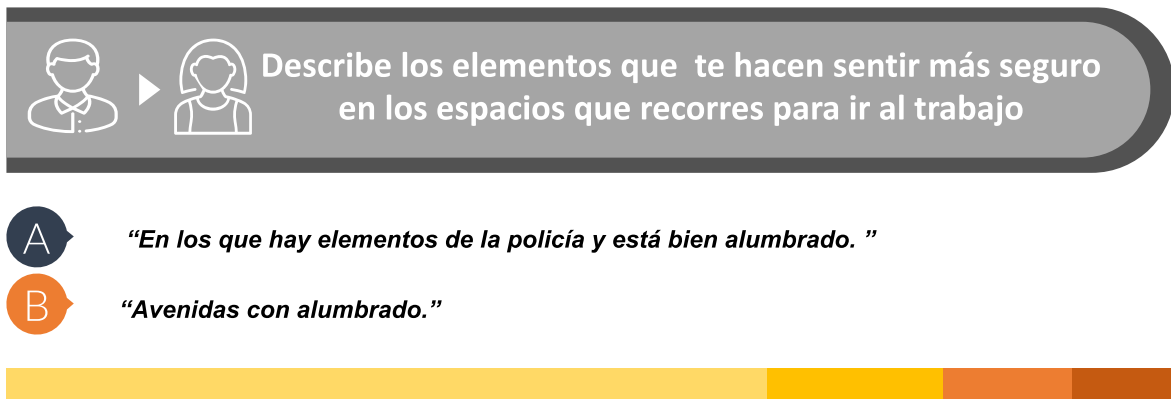 Describe los elementos que te hacen sentir más seguro
en los espacios que recorres para ir al trabajo
A
“En los que hay elementos de la policía y está bien alumbrado. ”
B
“Avenidas con alumbrado.”